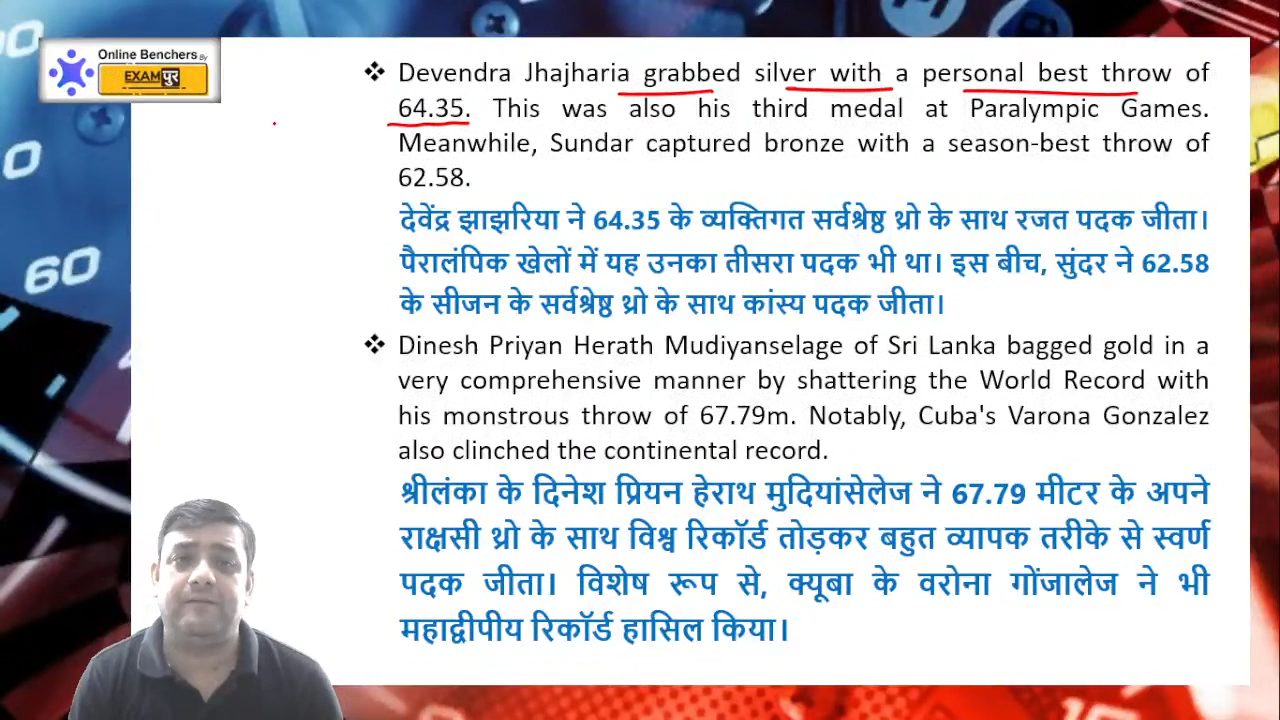 Online Benchers By
EXAMपुर
❖ Devendra Jhajharia grabbed silver with a personal best throw of
64.35. This was also his third medal at Paralympic Games.
Meanwhile, Sundar captured bronze with a season-best throw of
62.58.
देवेंद्र झाझरिया ने 64.35 के व्यक्तिगत सर्वश्रेष्ठ थ्रो के साथ रजत पदक जीता।
पैरालंपिक खेलों में यह उनका तीसरा पदक भी था। इस बीच, सुंदर ने 62.58
के सीजन के सर्वश्रेष्ठ थ्रो के साथ कांस्य पदक जीता।
❖ Dinesh Priyan Herath Mudiyanselage of Sri Lanka bagged gold in a
very comprehensive manner by shattering the World Record with
his monstrous throw of 67.79m. Notably, Cuba's Varona Gonzalez
also clinched the continental record.
श्रीलंका के दिनेश प्रियन हेराथ मुदियांसेलेज ने 67.79 मीटर के अपने
राक्षसी थ्रो के साथ विश्व रिकॉर्ड तोड़कर बहुत व्यापक तरीके से स्वर्ण
पदक जीता। विशेष रूप से, क्यूबा के वरोना गोंजालेज ने भी
महाद्वीपीय रिकॉर्ड हासिल किया।
60